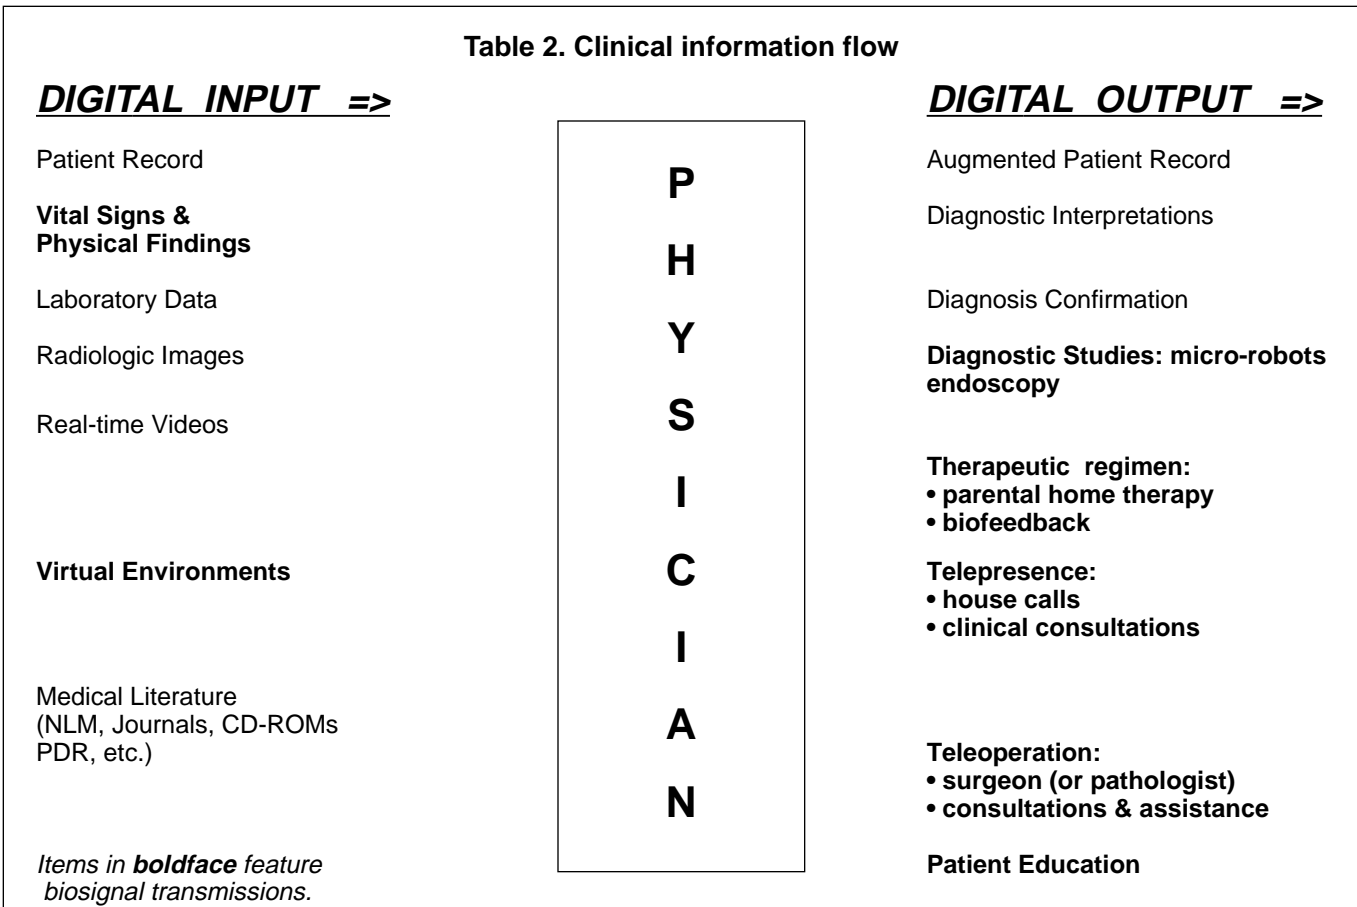 Table 2. Clinical information flow
DIGITAL INPUT =>
Patient Record
Vital Signs &
Physical Findings
Laboratory Data
Radiologic Images
Real-time Videos
Virtual Environments
Medical Literature
(NLM, Journals, CD-ROMs
PDR, etc.)
Items in boldface feature
biosignal transmissions.
P
H
Y
S
I
C
I
A
N
DIGITAL OUTPUT =>
Augmented Patient Record
Diagnostic Interpretations
Diagnosis Confirmation
Diagnostic Studies: micro-robots
endoscopy
Therapeutic regimen:
• parental home therapy
• biofeedback
Telepresence:
• house calls
• clinical consultations
Teleoperation:
• surgeon (or pathologist)
• consultations & assistance
Patient Education